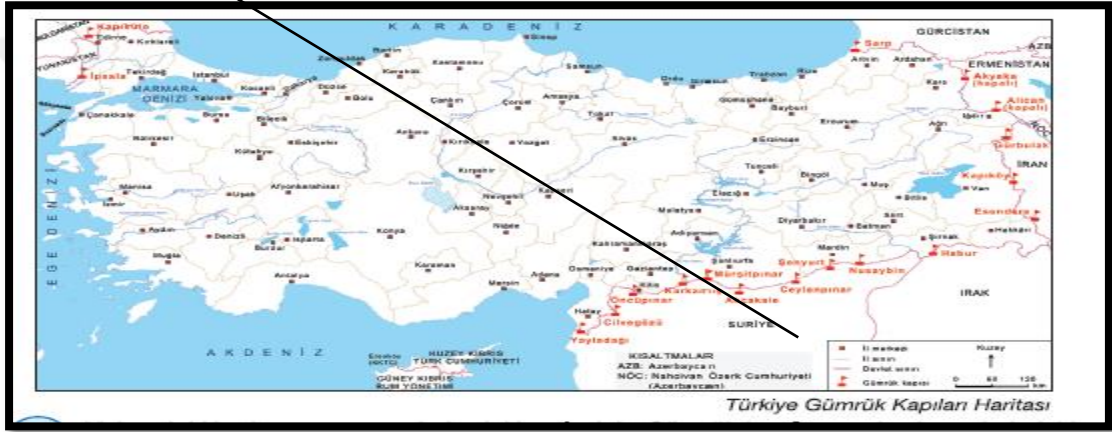 KARADENİZ
GÜRCİSTAN
BULGARİSTAN
Kapıkule
Edirne
Kırklareli
Sinop
Sarp
Bartın
Zonguldak
Kastamonu
Artvin
Ardahan
AZB
YUNANİSTAN
İpsala
Tekirdağ
İstanbul
Kocaeli
Düzce
Karabük
Samsun
Ordu
Giresun
Trabzon
Rize
Kars
ERMENİSTAN
Akyaka
(kapalı)
MARMARA
DENİZİ
Yalova
Bolu
Çankırı
Çorum
Amasya
Tokat
Gümüşhane
Bayburt
Alican
(kapalı)
Çanakkale
Bursa
Bilecik
Ankara
Kırıkkale
Yozgat
Sivas
Erzincan
Erzurum
Ağrı
Iğdır
Gürbulak
Balıkesir
Eskişehir
Kütahya
Kırşehir
Tunceli
Bingöl
Muş
İRAN
Kapıköy
Van
EGE DENİZİ
Manisa
İzmir
Uşak
Afyonkarahisar
Nevşehir
Kayseri
Aksaray
Elazığ
Malatya
Bitlis
Esendere
Aydın
Denizli
Isparta
Burdur
Konya
Niğde
Kahramanmaraş
Adıyaman
Diyarbakır
Batman
Siirt
Şırnak
Hakkâri
Muğla
Antalya
Karaman
Mersin
Adana
Osmaniye
Gaziantep
Şanlıurfa
Mardin
Şenyurt
Nusaybin
Habur
Kilis
Öncüpınar
Karkamış
Mürşitpınar
Akçakale
Ceylanpınar
IRAK
Hatay
Cilvegözü
Yayladağı
SURİYE
AKDENİZ
KUZEY KIBRIS
TÜRK CUMHURİYETİ
GÜNEY KIBRIS
RUM YÖNETİMİ
KISALTMALAR
AZB: Azerbaycan
NÖC: Nahcivan Özerk Cumhuriyeti
(Azerbaycan)
İl merkezi
İl sınırı
Devlet sınırı
Gümrük kapısı
Kuzey
0 60 120
km
Türkiye Gümrük Kapıları Haritası